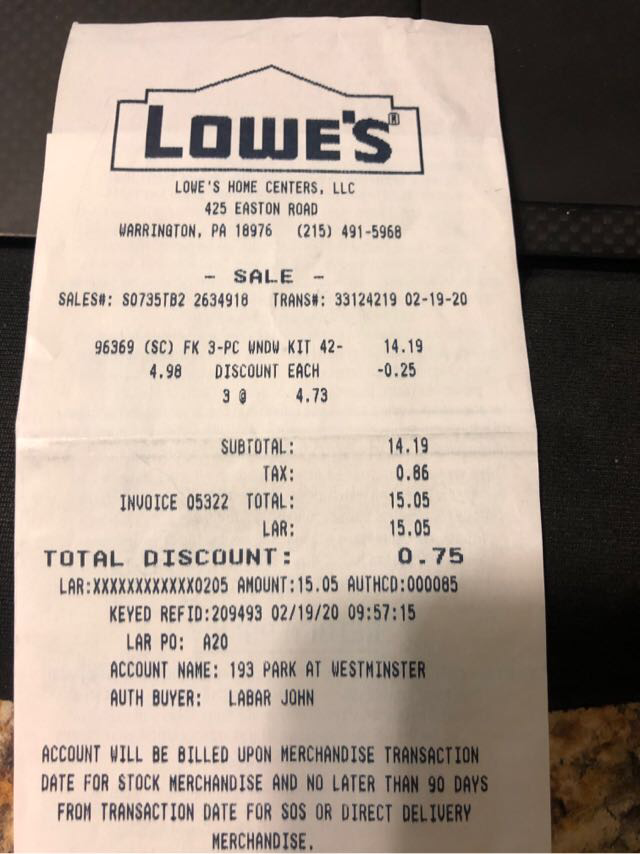 LOWE'S®
LOWE'S HOME CENTERS, LLC
425 EASTON ROAD
WARRINGTON, PA 18976 (215) 491-5968
- SALE -
SALES#: S0735TB2 2634918 TRANS#: 33124219 02-19-20
96369 (SC) FK 3-PC WNDW KIT 42- 14.19
4.98 DISCOUNT EACH -0.25
3 @ 4.73
SUBTOTAL: 14.19
TAX: 0.86
INVOICE 05322 TOTAL: 15.05
LAR: 15.05
TOTAL DISCOUNT: 0.75
LAR:XXXXXXXXXXXX0205 AMOUNT:15.05 AUTHCD:000085
KEYED REFID:209493 02/19/20 09:57:15
LAR PO: A20
ACCOUNT NAME: 193 PARK AT WESTMINSTER
AUTH BUYER: LABAR JOHN
ACCOUNT WILL BE BILLED UPON MERCHANDISE TRANSACTION
DATE FOR STOCK MERCHANDISE AND NO LATER THAN 90 DAYS
FROM TRANSACTION DATE FOR SOS OR DIRECT DELIVERY
MERCHANDISE.